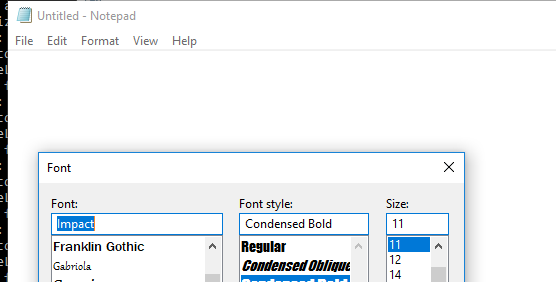 Untitled - Notepad
File Edit Format View Help
Font
Font: Font style: Size:
Impact Condensed Bold 11
Franklin Gothic Regular 11
Gabriola Condensed Oblique 12
Condensed Bold 14